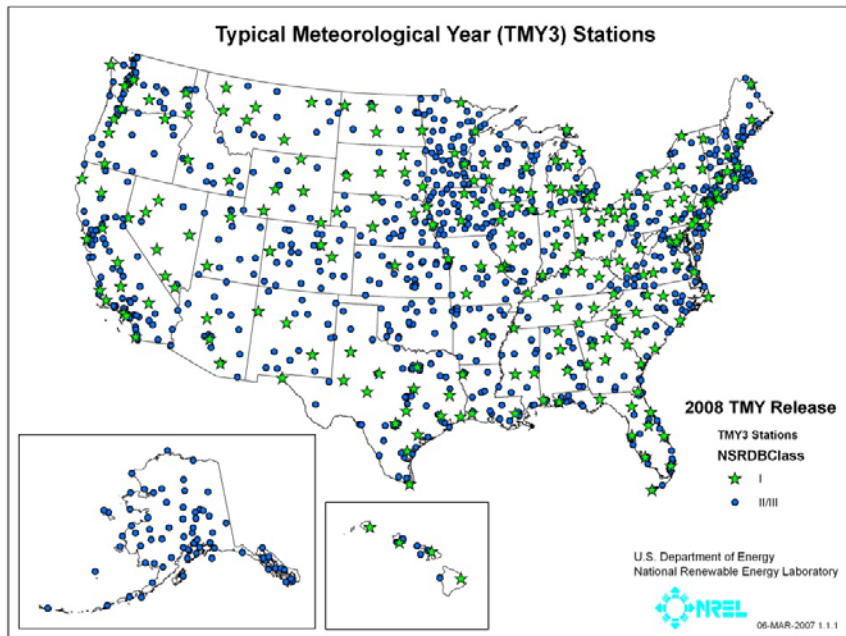 Typical Meteorological Year (TMY3) Stations
2008 TMY Release
TMY3 Stations
NSRDBClass
I
II/III
U.S. Department of Energy
National Renewable Energy Laboratory
NREL
06-MAR-2007 1.1.1